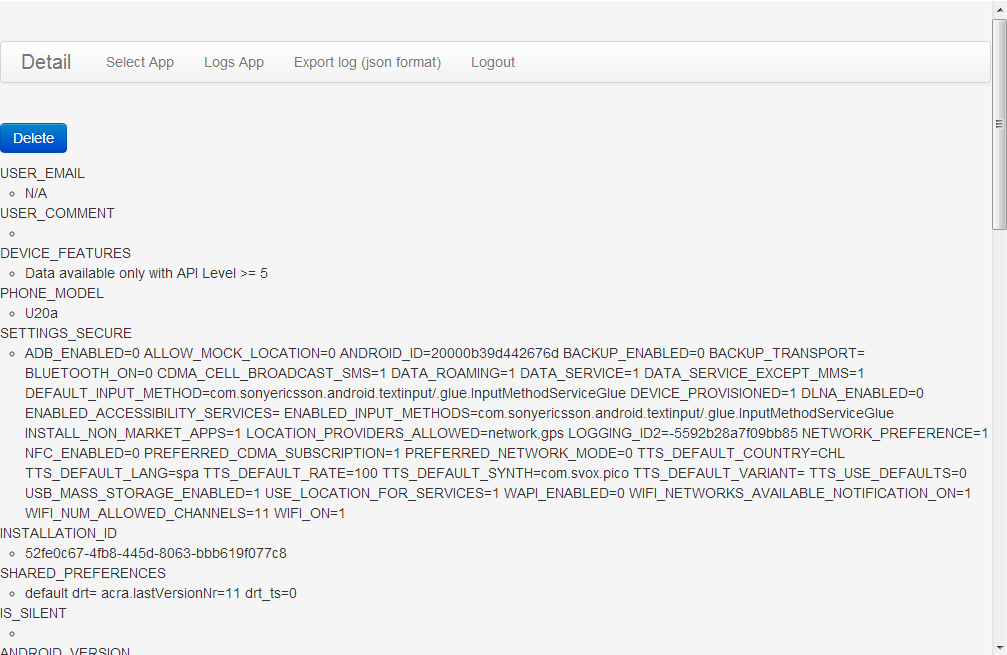 Detail Select App Logs App Export log (json format) Logout
Delete
USER_EMAIL
N/A
USER_COMMENT
DEVICE_FEATURES
Data available only with API Level >= 5
PHONE_MODEL
U20a
SETTINGS_SECURE
ADB_ENABLED=0 ALLOW_MOCK_LOCATION=0 ANDROID_ID=20000b39d442676d BACKUP_ENABLED=0 BACKUP_TRANSPORT=
BLUETOOTH_ON=0 CDMA_CELL_BROADCAST_SMS=1 DATA_ROAMING=1 DATA_SERVICE=1 DATA_SERVICE_EXCEPT_MMS=1
DEFAULT_INPUT_METHOD=com.sonyericsson.android.textinput/.glue.InputMethodServiceGlue DEVICE_PROVISIONED=1 DLNA_ENABLED=0
ENABLED_ACCESSIBILITY_SERVICES= ENABLED_INPUT_METHODS=com.sonyericsson.android.textinput/.glue.InputMethodServiceGlue
INSTALL_NON_MARKET_APPS=1 LOCATION_PROVIDERS_ALLOWED=network,gps LOGGING_ID2=-5592b28a7f09bb85 NETWORK_PREFERENCE=1
NFC_ENABLED=0 PREFERRED_CDMA_SUBSCRIPTION=1 PREFERRED_NETWORK_MODE=0 TTS_DEFAULT_COUNTRY=CHL
TTS_DEFAULT_LANG=spa TTS_DEFAULT_RATE=100 TTS_DEFAULT_SYNTH=com.svox.pico TTS_DEFAULT_VARIANT= TTS_USE_DEFAULTS=0
USB_MASS_STORAGE_ENABLED=1 USE_LOCATION_FOR_SERVICES=1 WAPI_ENABLED=0 WIFI_NETWORKS_AVAILABLE_NOTIFICATION_ON=1
WIFI_NUM_ALLOWED_CHANNELS=11 WIFI_ON=1
INSTALLATION_ID
52fe0c67-4fb8-445d-8063-bbb619f077c8
SHARED_PREFERENCES
default drt= acra.lastVersionNr=11 drt_ts=0
IS_SILENT
ANDROID_VERSION